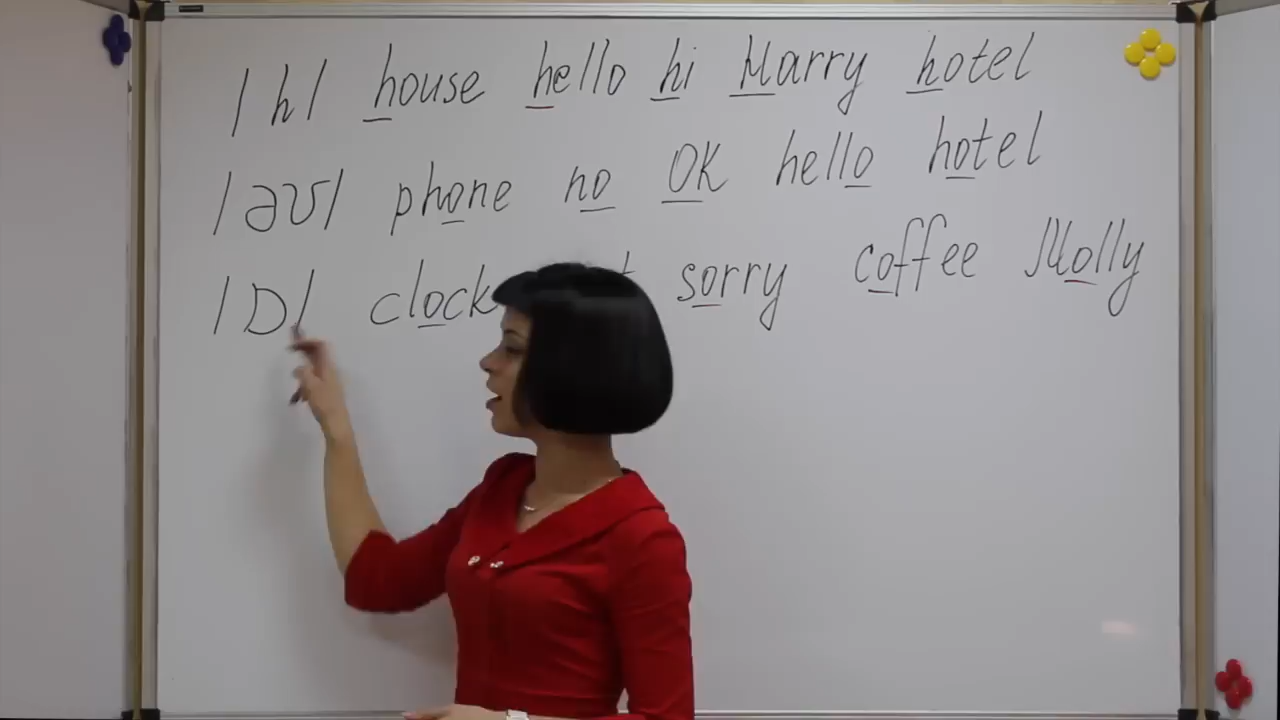 /h/ house hello hi Harry hotel
/əʊ/ phone no OK hello hotel
/ɒ/ clock sorry coffee Molly